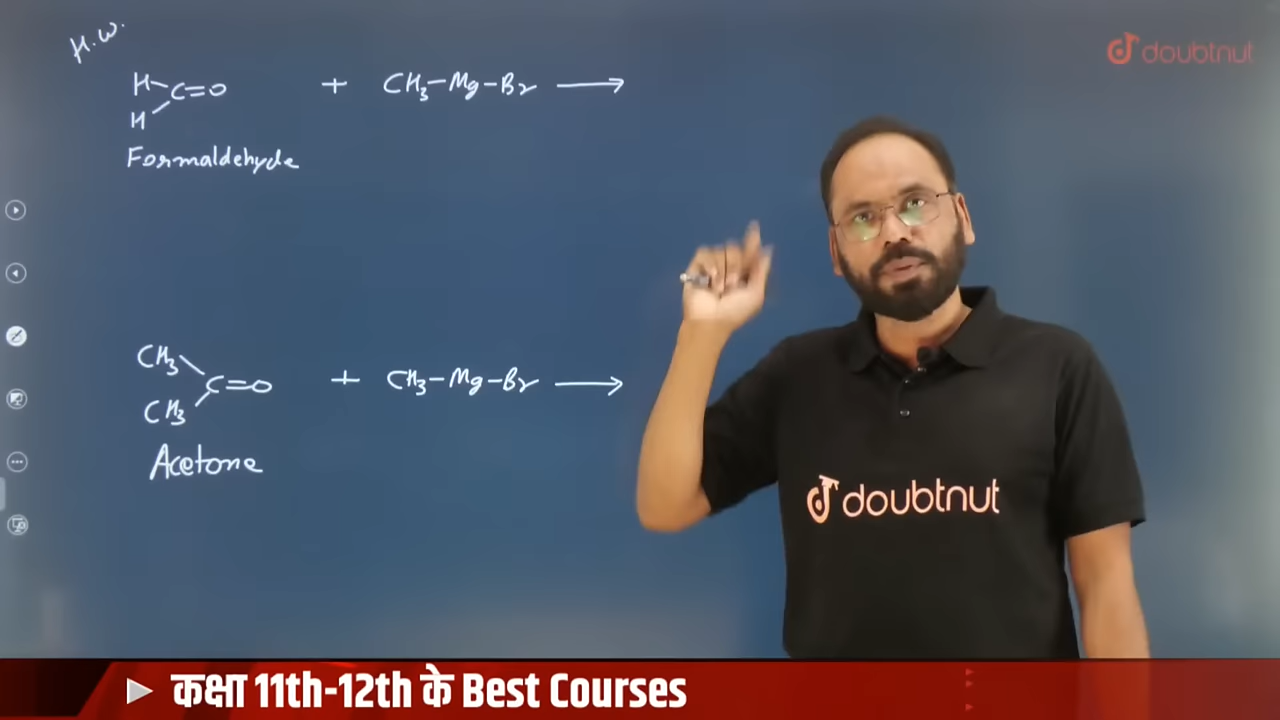 H.W.
doubtnut
H
C=O + CH₃-Mg-Br ⟶
H
Formaldehyde
CH₃
C=O + CH₃-Mg-Br ⟶
CH₃
Acetone
doubtnut
कक्षा 11th-12th के Best Courses